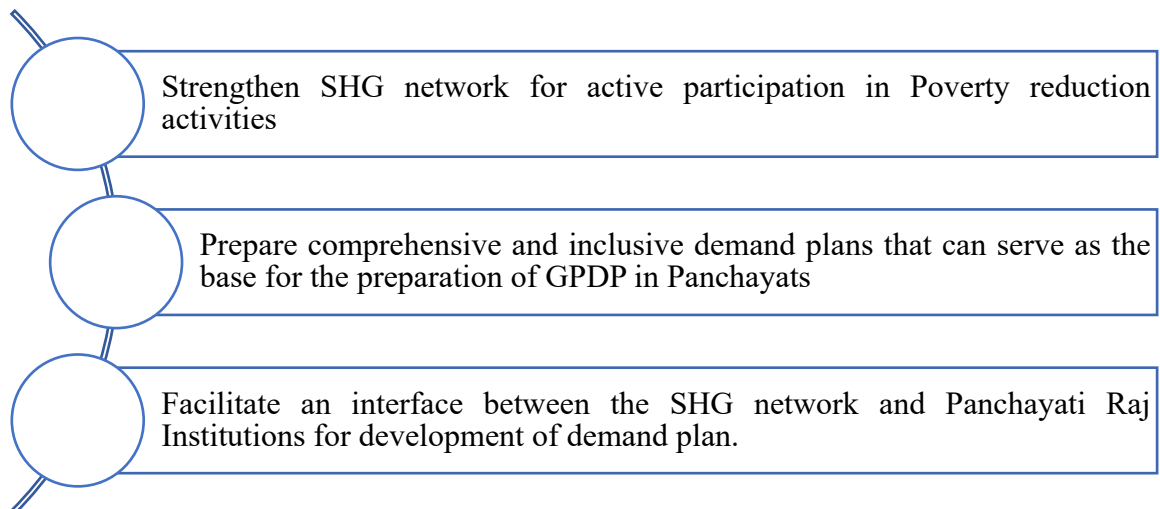 Strengthen SHG network for active participation in Poverty reduction
activities
Prepare comprehensive and inclusive demand plans that can serve as the
base for the preparation of GPDP in Panchayats
Facilitate an interface between the SHG network and Panchayati Raj
Institutions for development of demand plan.